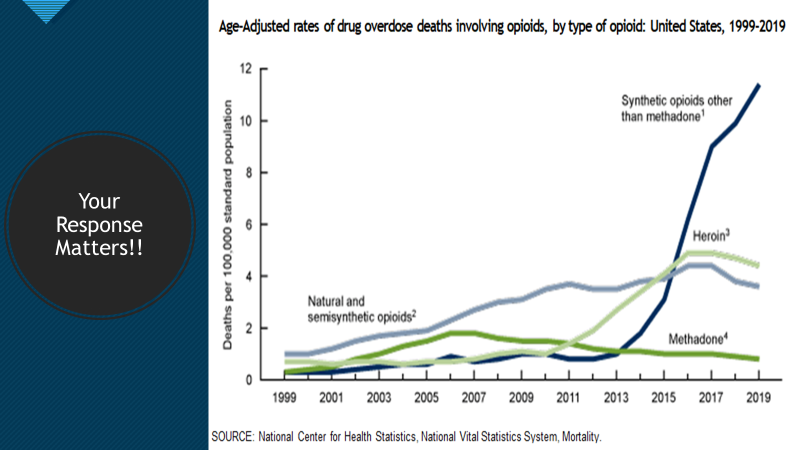 Age-Adjusted rates of drug overdose deaths involving opioids, by type of opioid: United States, 1999-2019
Your
Response
Matters!!
Deaths per 100,000 standard population
12
10
8
6
4
2
0
Synthetic opioids other
than methadone¹
Heroin³
Natural and
semisynthetic opioids²
Methadone⁴
1999 2001 2003 2005 2007 2009 2011 2013 2015 2017 2019
SOURCE: National Center for Health Statistics, National Vital Statistics System, Mortality.